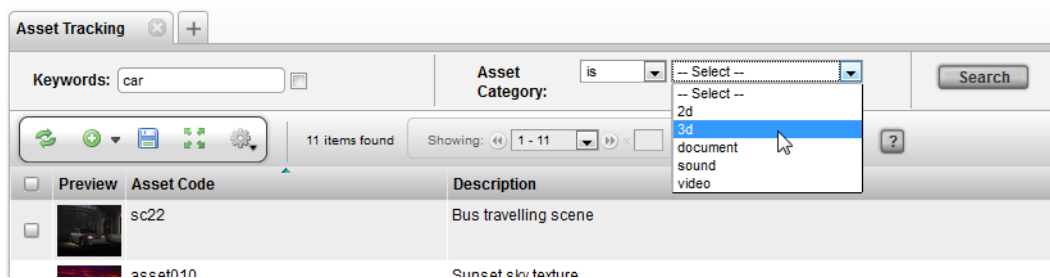 Asset Tracking
+
Keywords: car
Asset Category: is -- Select --
Search
-- Select --
2d
3d
document
sound
video
11 items found
Showing: 1 - 11 x
?
Preview Asset Code Description
sc22 Bus travelling scene
asset010 Sunset sky texture